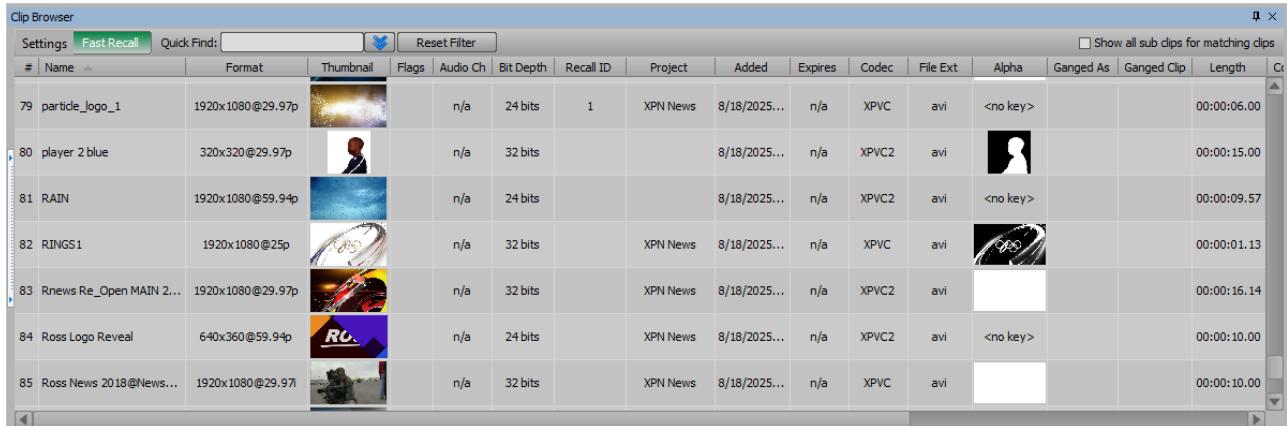 Clip Browser
Settings Fast Recall Quick Find: Reset Filter Show all sub clips for matching clips
# Name Format Thumbnail Flags Audio Ch Bit Depth Recall ID Project Added Expires Codec File Ext Alpha Ganged As Ganged Clip Length
79 particle_logo_1 1920x1080@29.97p n/a 24 bits 1 XPN News 8/18/2025... n/a XPVC avi <no key> 00:00:06.00
80 player 2 blue 320x320@29.97p n/a 32 bits 8/18/2025... n/a XPVC2 avi 00:00:15.00
81 RAIN 1920x1080@59.94p n/a 24 bits 8/18/2025... n/a XPVC2 avi <no key> 00:00:09.57
82 RINGS1 1920x1080@25p n/a 32 bits XPN News 8/18/2025... n/a XPVC avi 00:00:01.13
83 Rnews Re_Open MAIN 2... 1920x1080@29.97p n/a 32 bits XPN News 8/18/2025... n/a XPVC2 avi 00:00:16.14
84 Ross Logo Reveal 640x360@59.94p n/a 24 bits XPN News 8/18/2025... n/a XPVC2 avi <no key> 00:00:10.00
85 Ross News 2018@News... 1920x1080@29.97i n/a 32 bits XPN News 8/18/2025... n/a XPVC avi 00:00:10.00